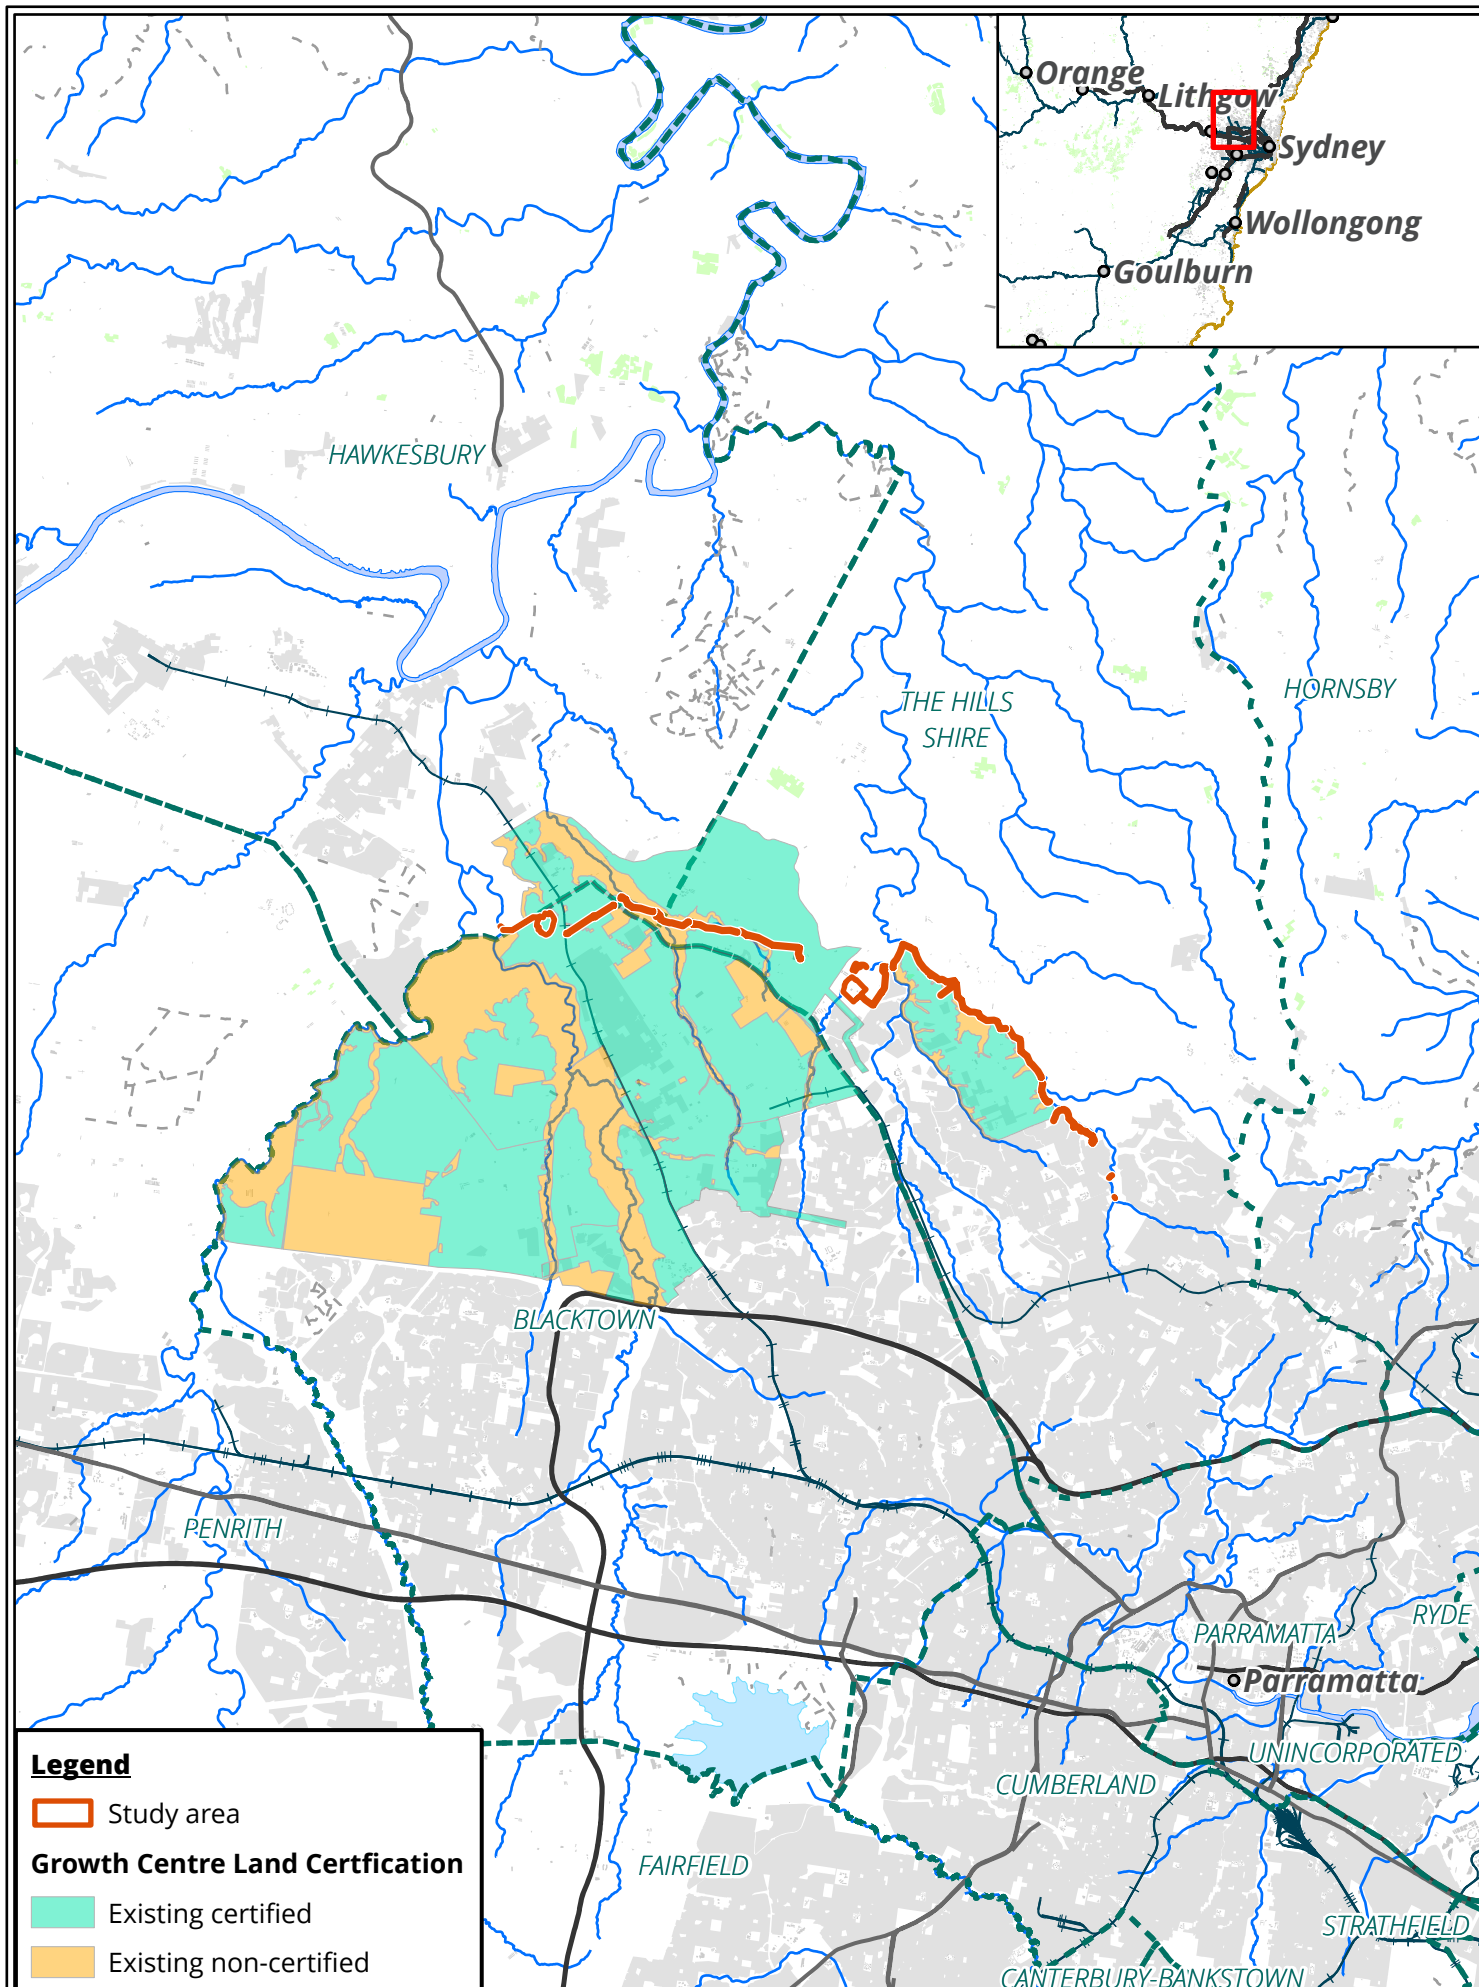 Orange
Lithgow
Sydney
Wollongong
Goulburn
HAWKESBURY
THE HILLS
SHIRE
HORNSBY
BLACKTOWN
PENRITH
RYDE
PARRAMATTA
Parramatta
UNINCORPORATED
CUMBERLAND
FAIRFIELD
STRATHFIELD
CANTERBURY-BANKSTOWN
Legend
Study area
Growth Centre Land Certfication
Existing certified
Existing non-certified